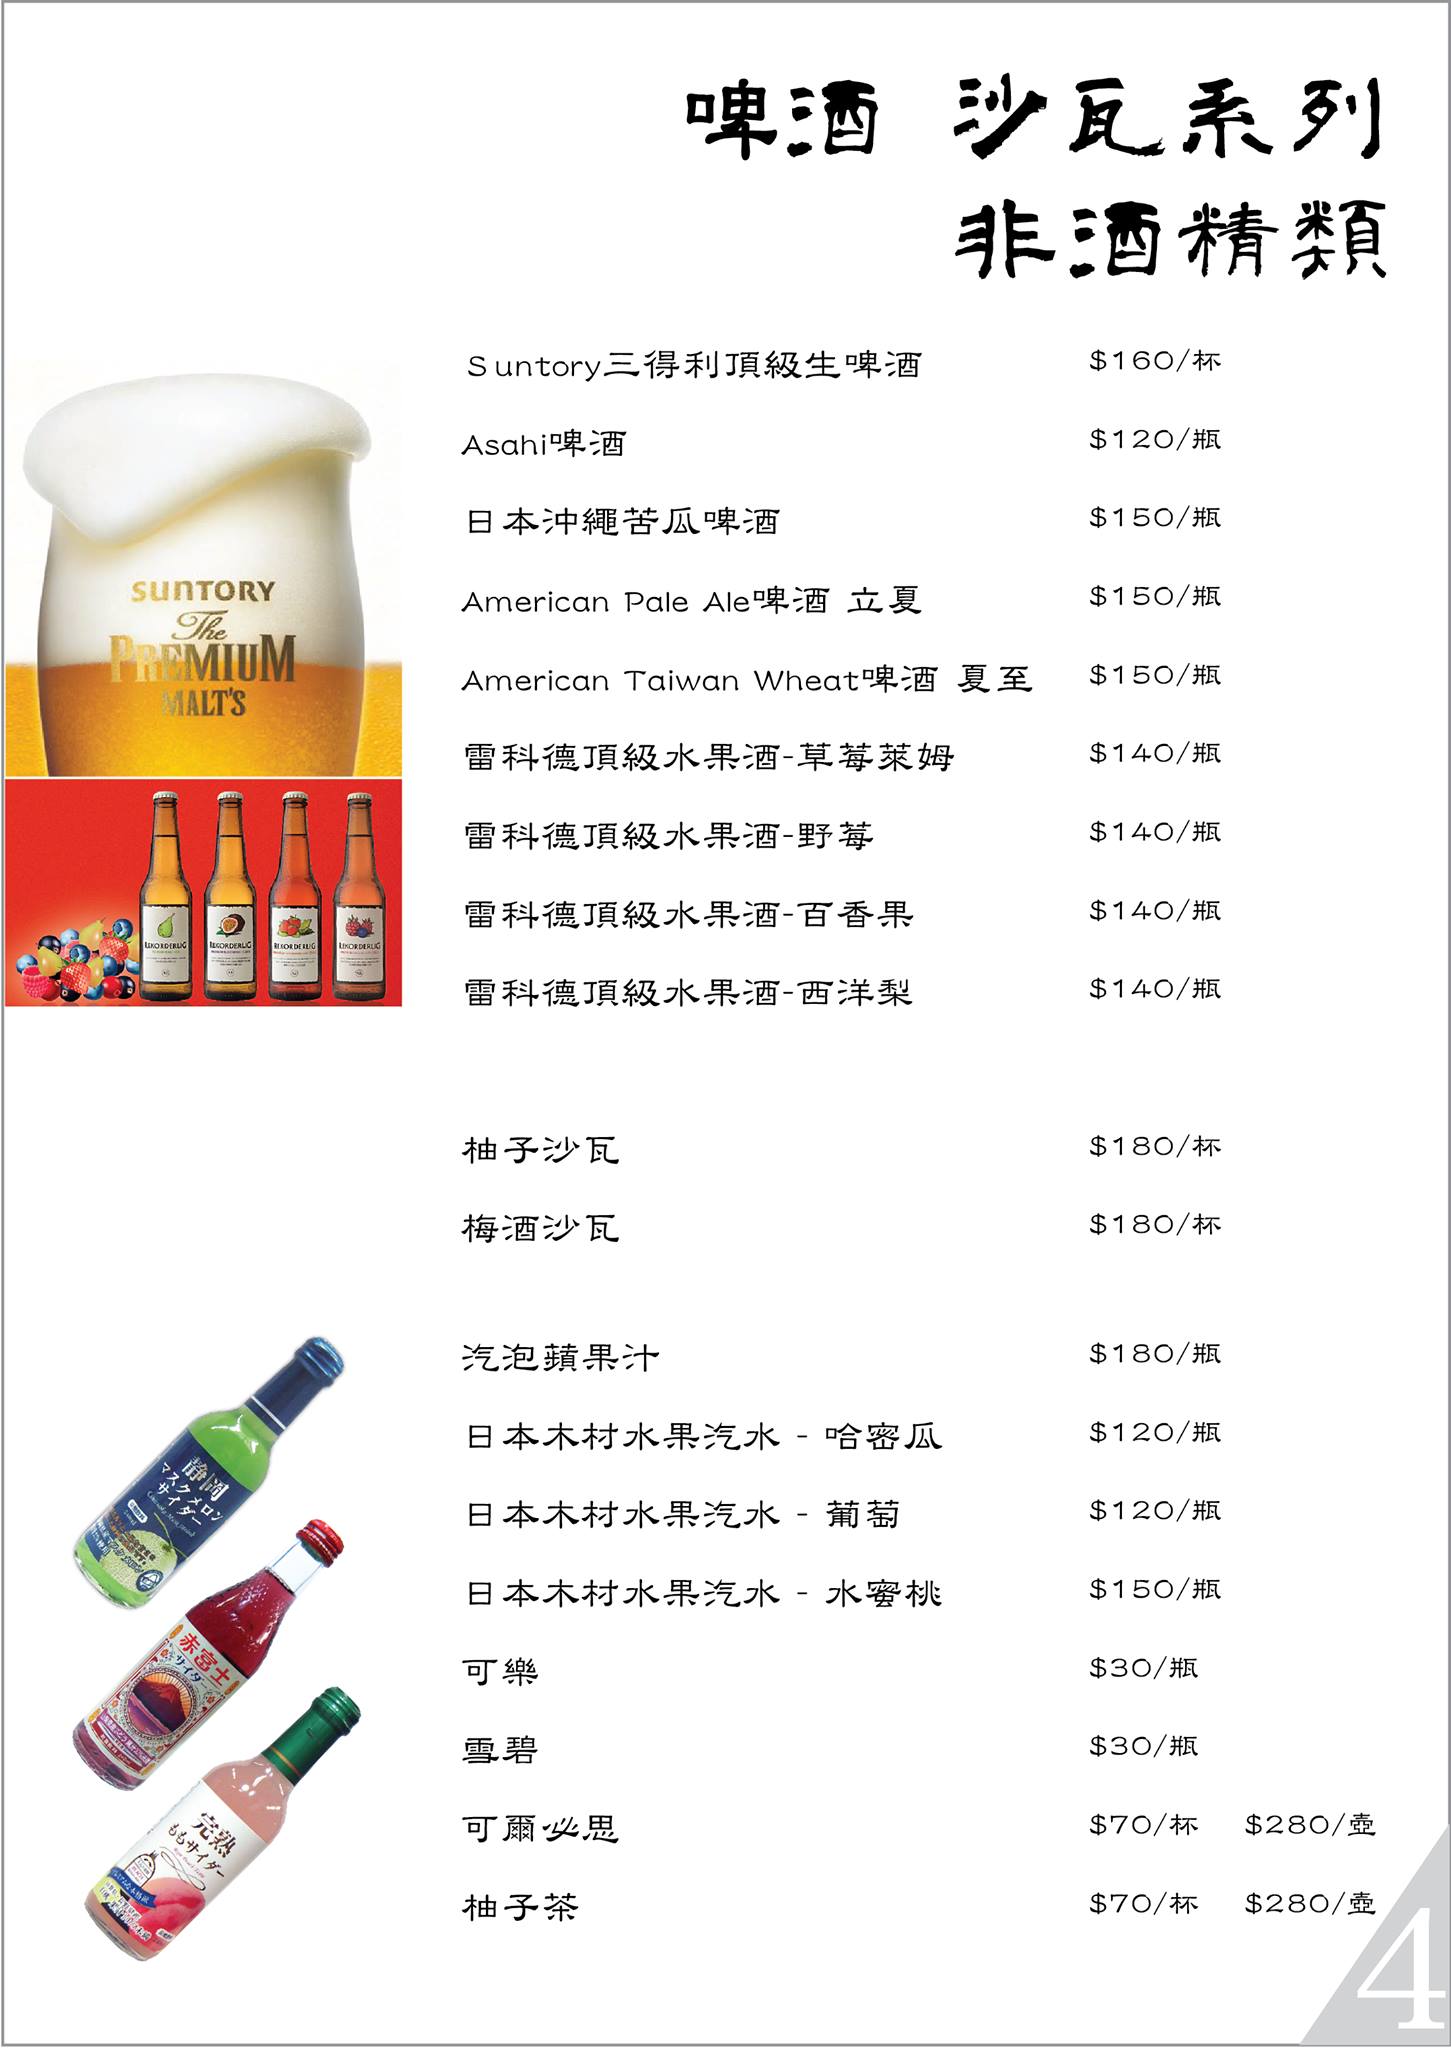 啤酒 沙瓦系列
非酒精類
Suntory三得利頂級生啤酒 $160/杯
Asahi啤酒 $120/瓶
日本沖繩苦瓜啤酒 $150/瓶
American Pale Ale啤酒 立夏 $150/瓶
American Taiwan Wheat啤酒 夏至 $150/瓶
雷科德頂級水果酒-草莓萊姆 $140/瓶
雷科德頂級水果酒-野莓 $140/瓶
雷科德頂級水果酒-百香果 $140/瓶
雷科德頂級水果酒-西洋梨 $140/瓶
柚子沙瓦 $180/杯
梅酒沙瓦 $180/杯
汽泡蘋果汁 $180/瓶
日本木材水果汽水 - 哈密瓜 $120/瓶
日本木材水果汽水 - 葡萄 $120/瓶
日本木材水果汽水 - 水蜜桃 $150/瓶
可樂 $30/瓶
雪碧 $30/瓶
可爾必思 $70/杯 $280/壺
柚子茶 $70/杯 $280/壺
SUNTORY
The
PREMIUM
MALT'S
REKORDERLIG
REKORDERLIG
REKORDERLIG
REKORDERLIG
静岡
マスクメロン
サイダー
赤富士
サイダー
完熟
ももサイダー
4